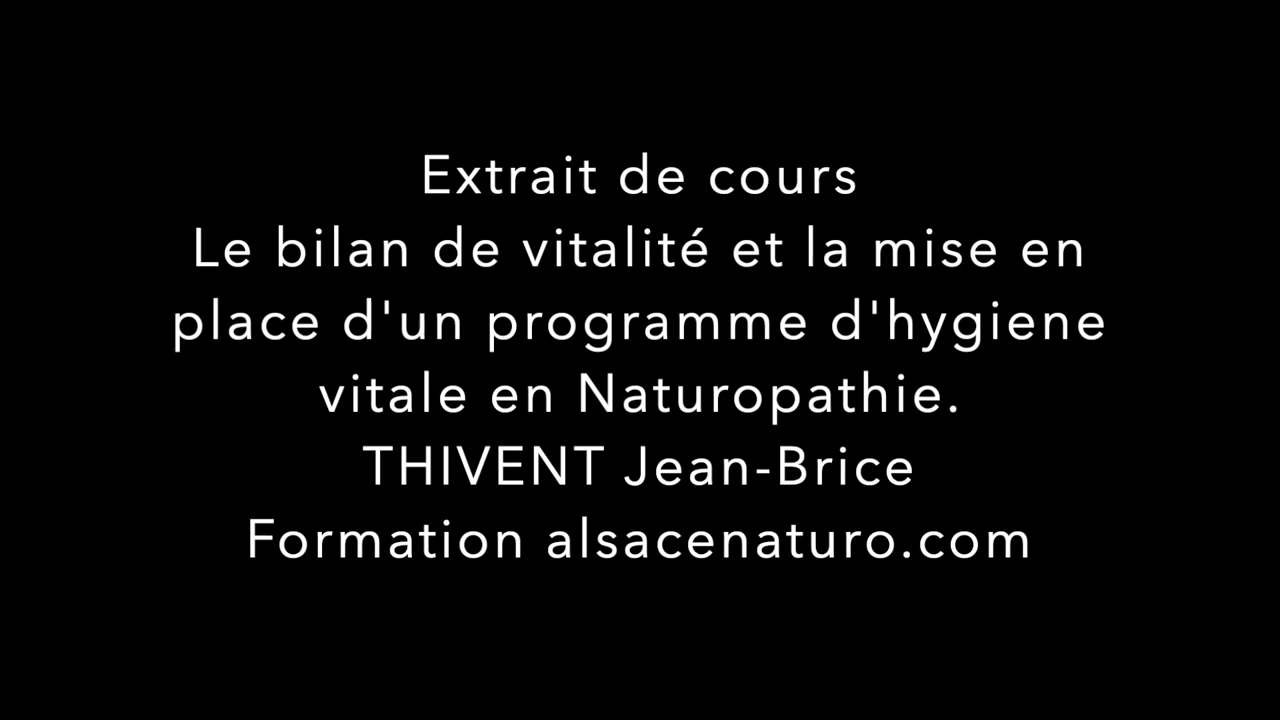 Extrait de cours
Le bilan de vitalité et la mise en
place d'un programme d'hygiene
vitale en Naturopathie.
THIVENT Jean-Brice
Formation alsacenaturo.com